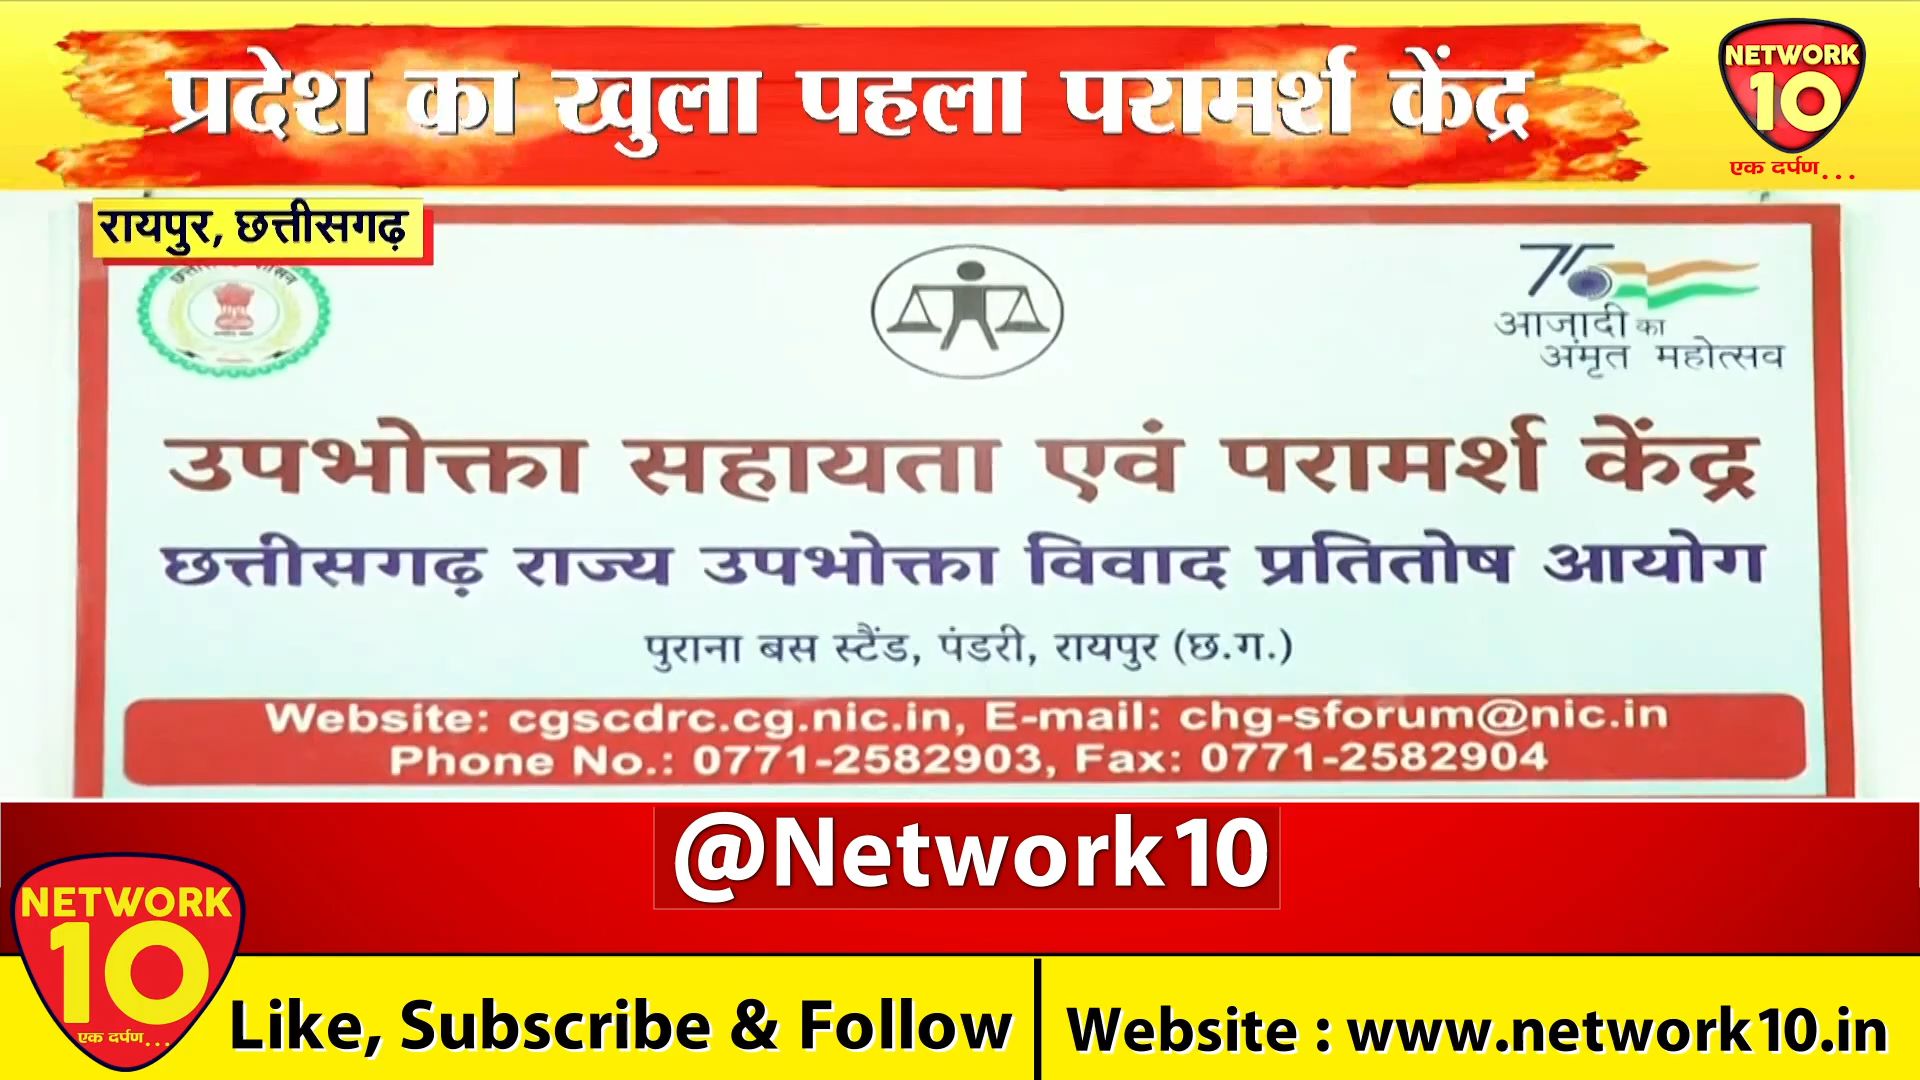 प्रदेश का खुला पहला परामर्श केंद्र
NETWORK
10
एक दर्पण...
रायपुर, छत्तीसगढ़
75
आज़ादी का
अमृत महोत्सव
उपभोक्ता सहायता एवं परामर्श केंद्र
छत्तीसगढ़ राज्य उपभोक्ता विवाद प्रतितोष आयोग
पुराना बस स्टैंड, पंडरी, रायपुर (छ.ग.)
Website: cgscdrc.cg.nic.in, E-mail: chg-sforum@nic.in
Phone No.: 0771-2582903, Fax: 0771-2582904
@Network10
NETWORK
10
एक दर्पण...
Like, Subscribe & Follow
Website : www.network10.in